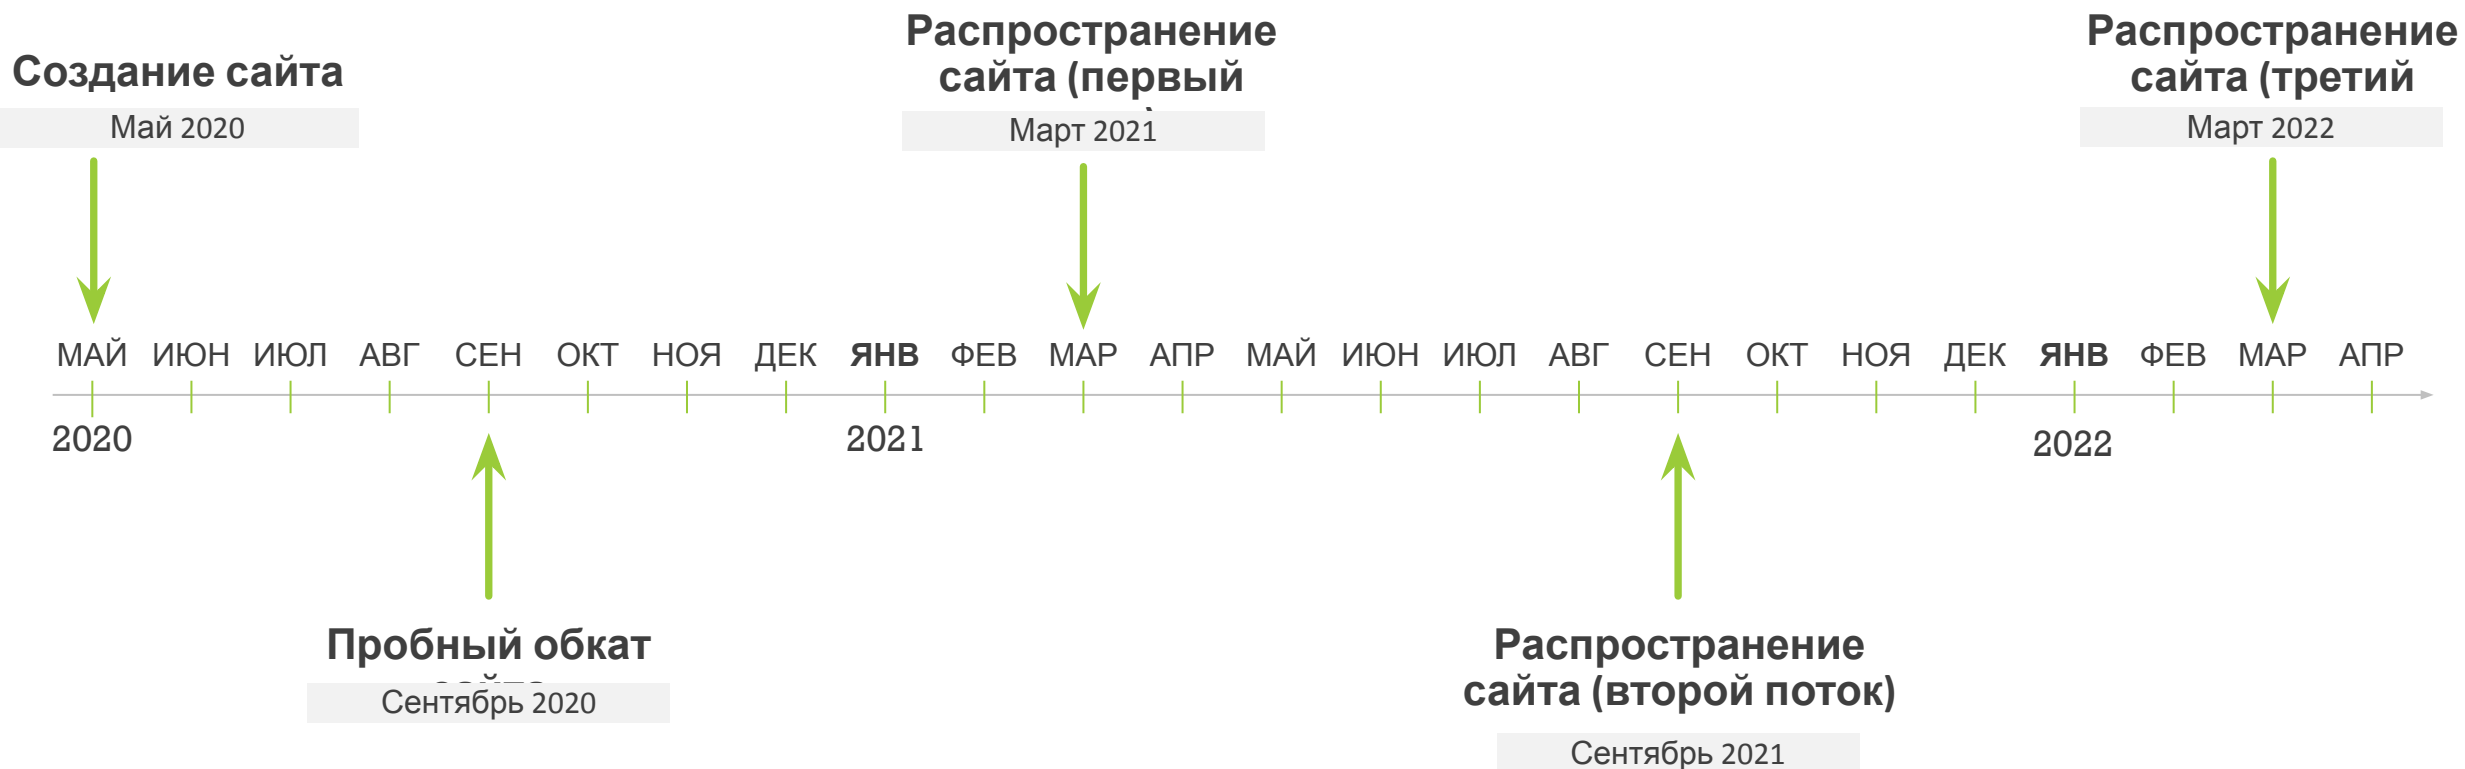 Создание сайта
Май 2020
Распространение
сайта (первый
Март 2021
Распространение
сайта (третий
Март 2022
МАЙ ИЮН ИЮЛ АВГ СЕН ОКТ НОЯ ДЕК ЯНВ ФЕВ МАР АПР МАЙ ИЮН ИЮЛ АВГ СЕН ОКТ НОЯ ДЕК ЯНВ ФЕВ МАР АПР
2020 2021 2022
Пробный обкат
Сентябрь 2020
Распространение
сайта (второй поток)
Сентябрь 2021